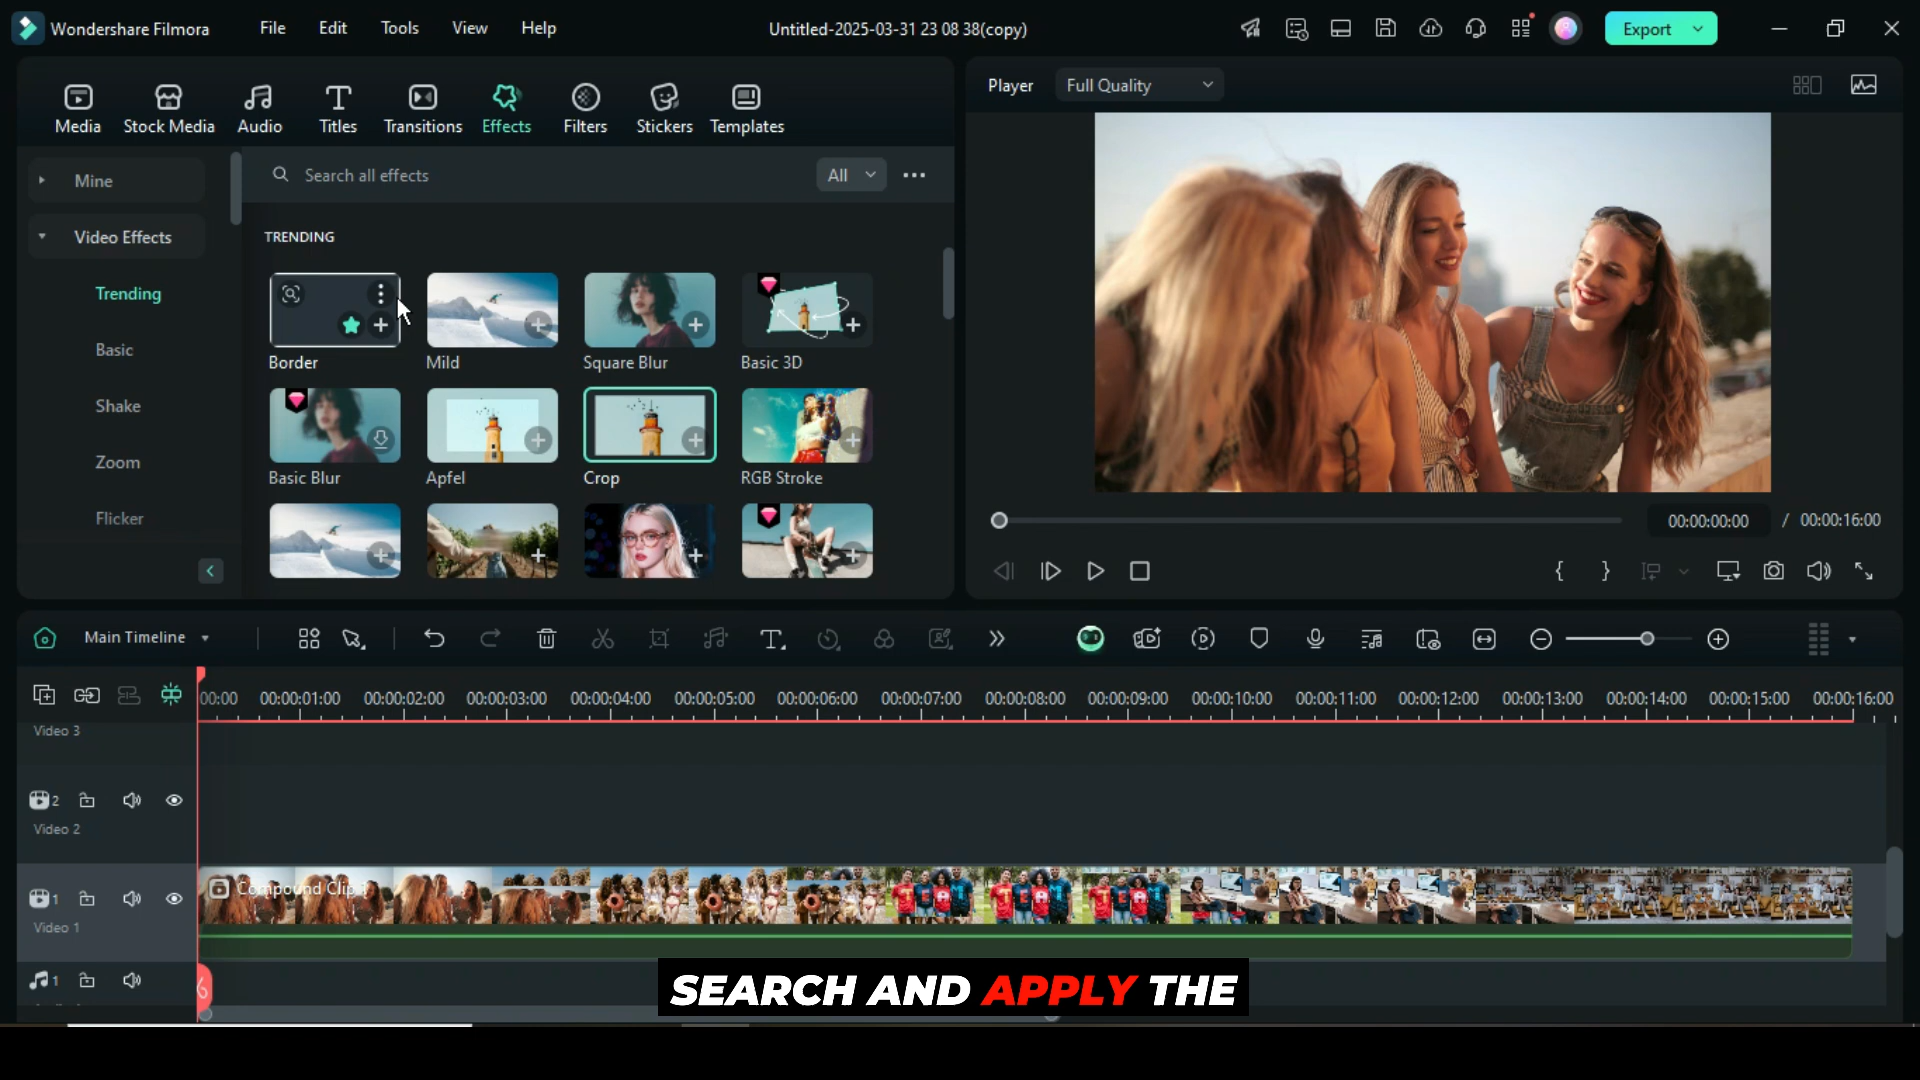 Wondershare Filmora File Edit Tools View Help Untitled-2025-03-31 23 08 38(copy) Export
Media Stock Media Audio Titles Transitions Effects Filters Stickers Templates
Player Full Quality
Mine
Search all effects All
Video Effects
TRENDING
Trending
Basic
Shake
Zoom
Flicker
Border Mild Square Blur Basic 3D
Basic Blur Apfel Crop RGB Stroke
00:00:00:00 / 00:00:16:00
Main Timeline
00:00 00:00:01:00 00:00:02:00 00:00:03:00 00:00:04:00 00:00:05:00 00:00:06:00 00:00:07:00 00:00:08:00 00:00:09:00 00:00:10:00 00:00:11:00 00:00:12:00 00:00:13:00 00:00:14:00 00:00:15:00 00:00:16:00
Video 3
2
Video 2
1
Compound Clip
Video 1
1
SEARCH AND APPLY THE